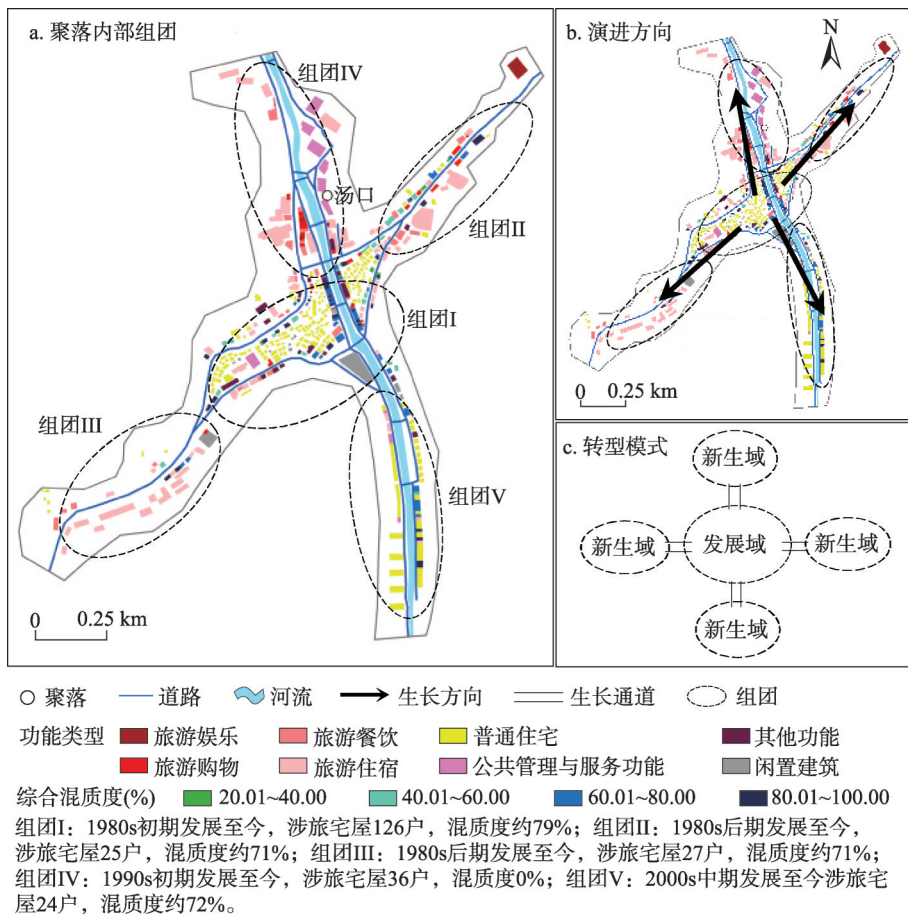 a. 聚落内部组团
组团IV
汤口
组团II
组团I
组团III
组团V
0 0.25 km
b. 演进方向
N
0 0.25 km
c. 转型模式
新生域
新生域 发展域 新生域
新生域
聚落 道路 河流 生长方向 生长通道 组团
功能类型 旅游娱乐 旅游餐饮 普通住宅 其他功能
旅游购物 旅游住宿 公共管理与服务功能 闲置建筑
综合混质度(%) 20.01~40.00 40.01~60.00 60.01~80.00 80.01~100.00
组团I：1980s初期发展至今，涉旅宅屋126户，混质度约79%；组团II：1980s后期发展至今，
涉旅宅屋25户，混质度约71%；组团III：1980s后期发展至今，涉旅宅屋27户，混质度约71%；
组团IV：1990s初期发展至今，涉旅宅屋36户，混质度0%；组团V：2000s中期发展至今涉旅宅
屋24户，混质度约72%。